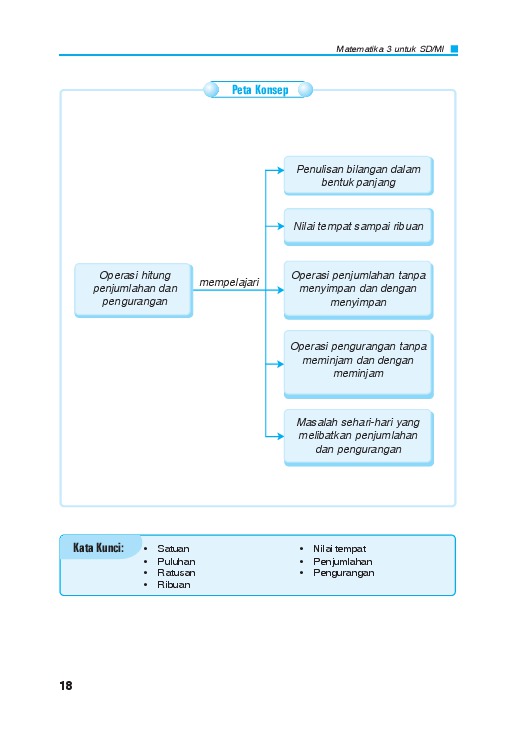 Matematika 3 untuk SD/MI
Peta Konsep
Penulisan bilangan dalam
bentuk panjang
Nilai tempat sampai ribuan
Operasi hitung
penjumlahan dan
pengurangan
mempelajari
Operasi penjumlahan tanpa
menyimpan dan dengan
menyimpan
Operasi pengurangan tanpa
meminjam dan dengan
meminjam
Masalah sehari-hari yang
melibatkan penjumlahan
dan pengurangan
Kata Kunci:
• Satuan
• Puluhan
• Ratusan
• Ribuan
• Nilai tempat
• Penjumlahan
• Pengurangan
18